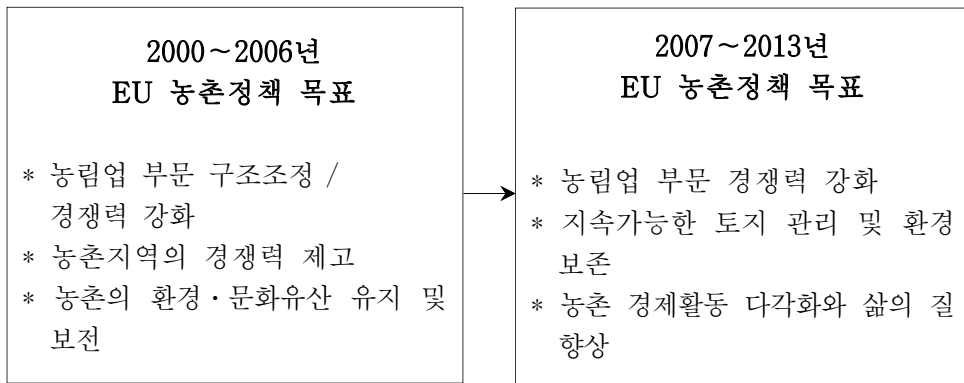 2000～2006년
EU 농촌정책 목표
* 농림업 부문 구조조정 /
경쟁력 강화
* 농촌지역의 경쟁력 제고
* 농촌의 환경·문화유산 유지 및
보전
2007～2013년
EU 농촌정책 목표
* 농림업 부문 경쟁력 강화
* 지속가능한 토지 관리 및 환경
보존
* 농촌 경제활동 다각화와 삶의 질
향상